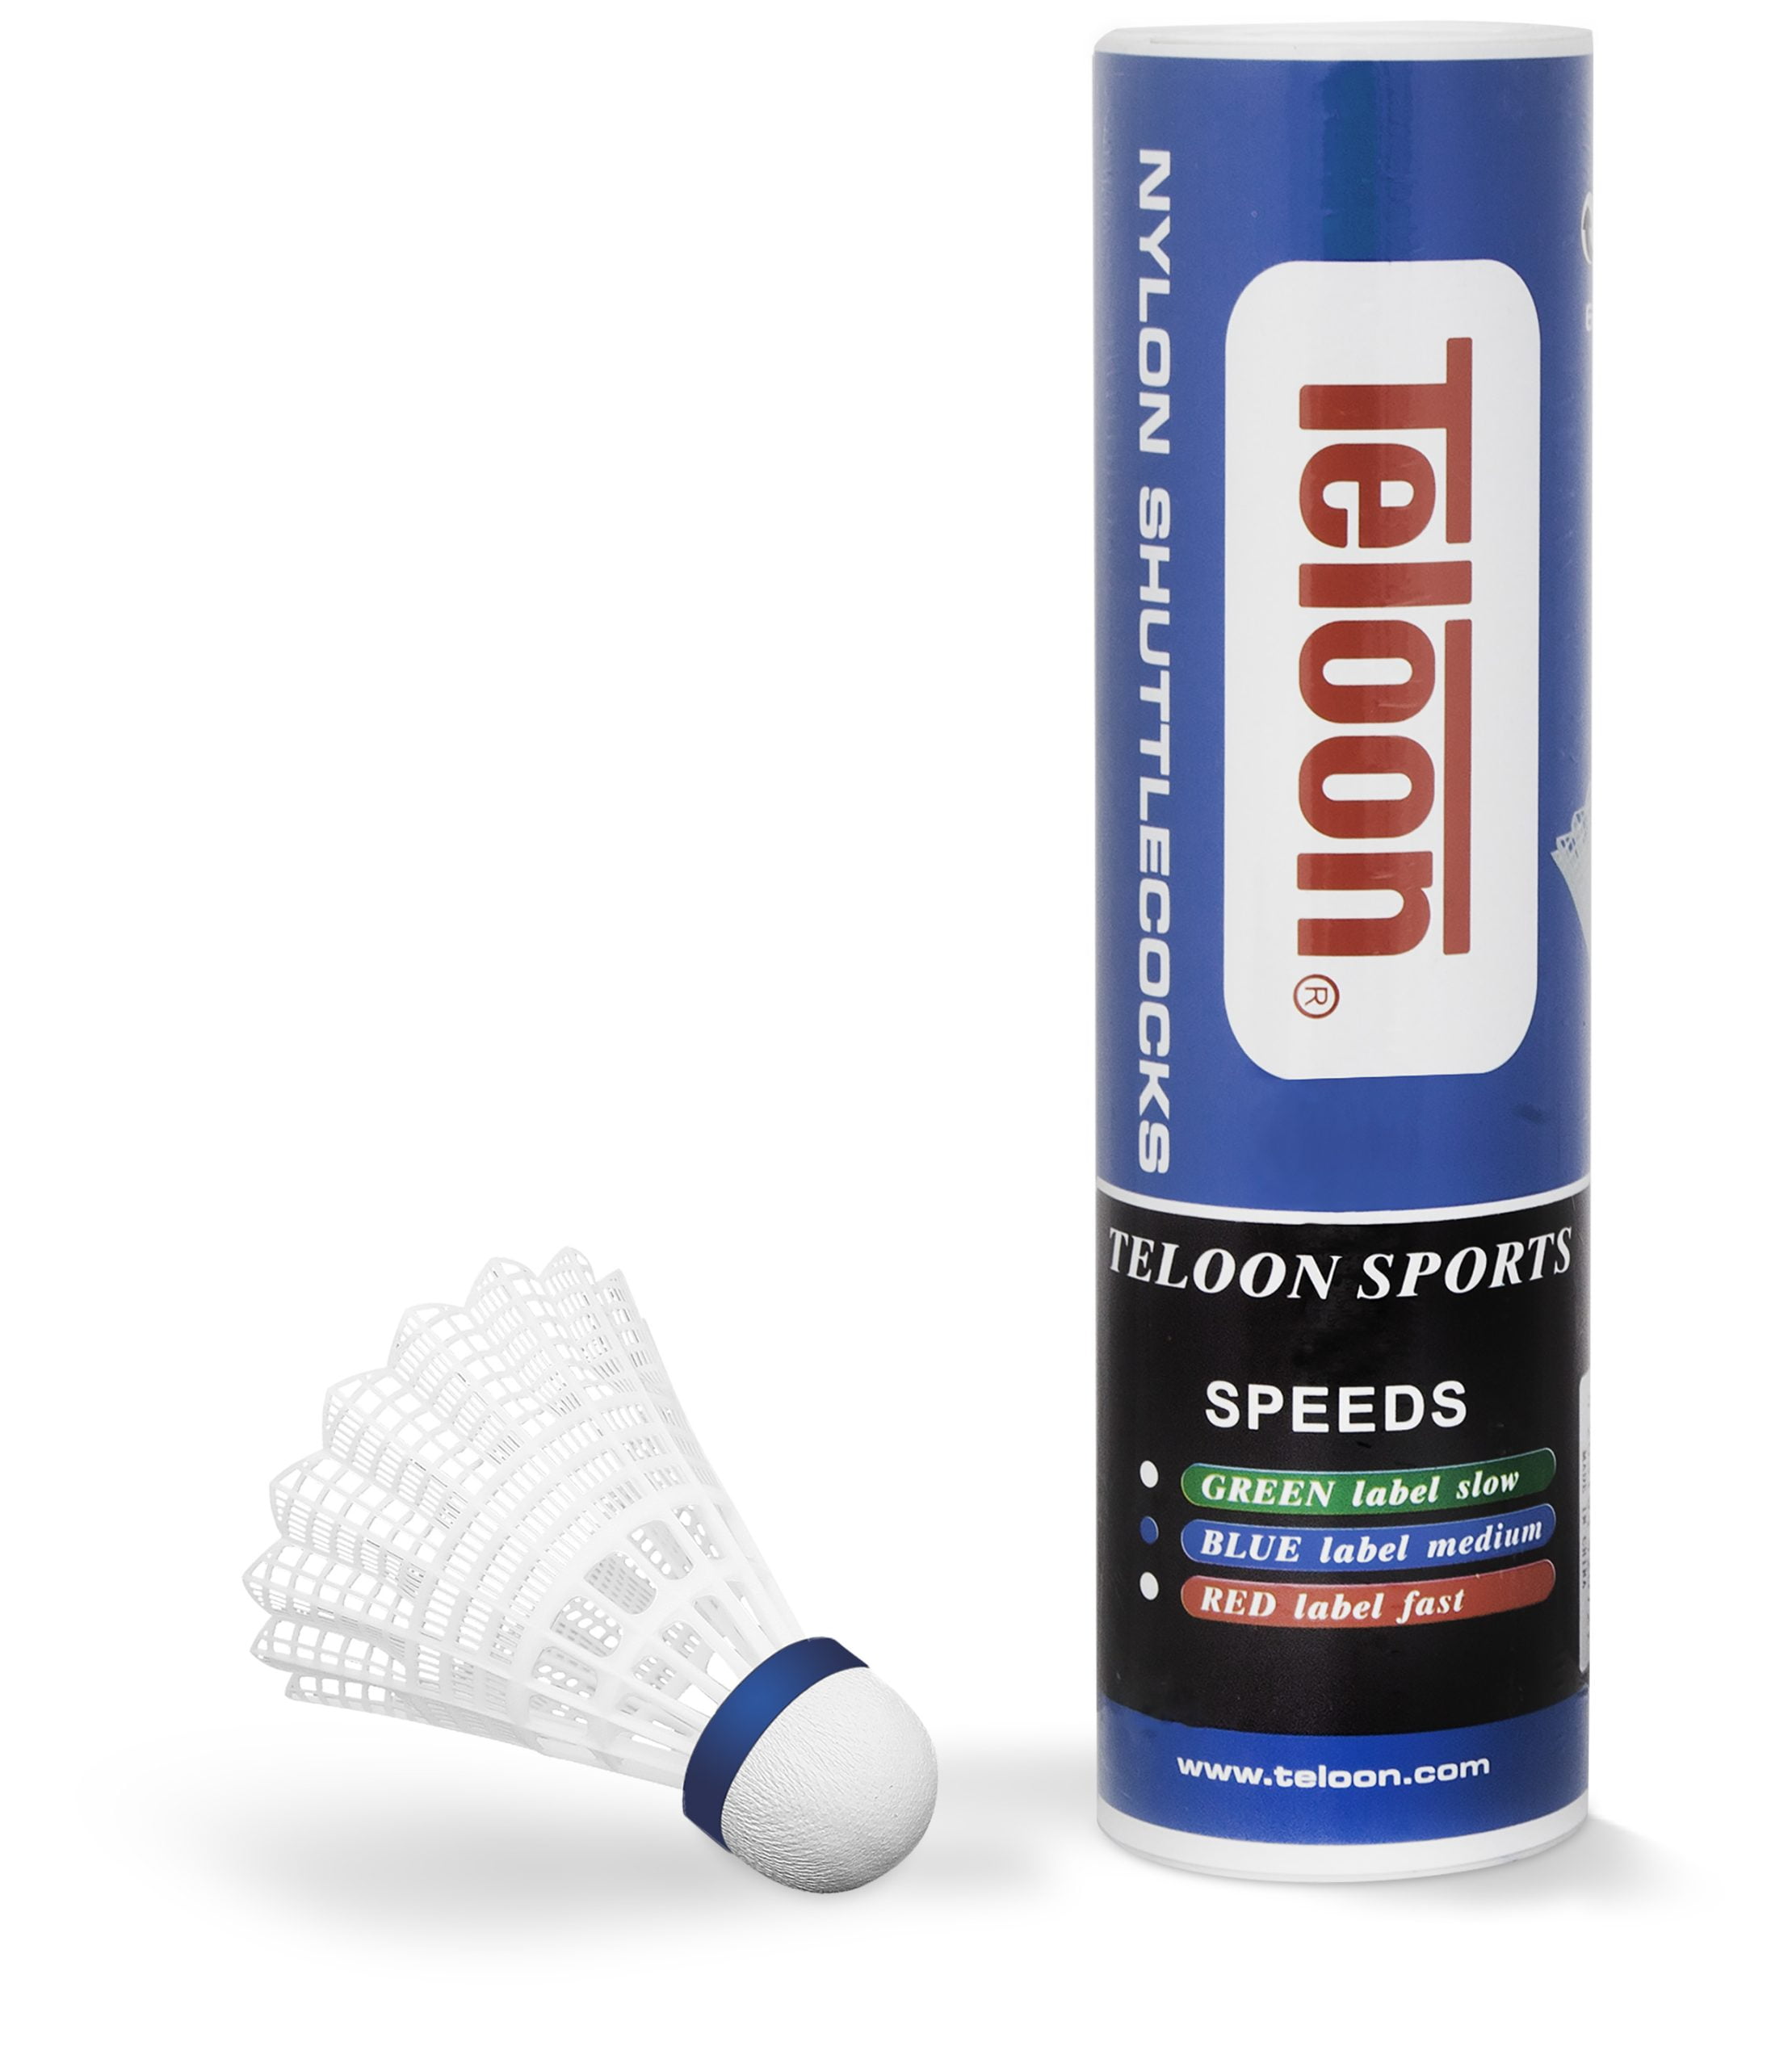 NYLON SHUTTLECOCKS
Teloon®
TELOON SPORTS
SPEEDS
GREEN label slow
BLUE label medium
RED label fast
www.teloon.com